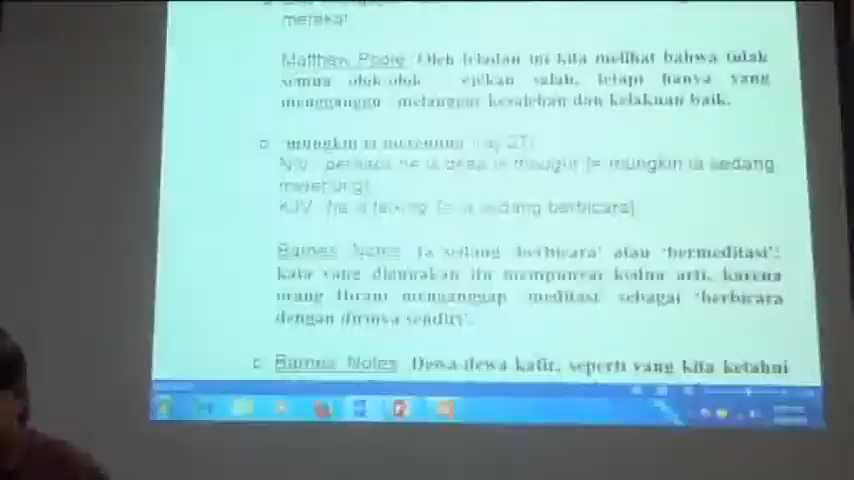 mereka!
Matthew Poole Oleh teladan ini kita melihat bahwa tidak
semua olok-olok ejekan salah, tetapi hanya yang
mengganggu melanggar kesalehan dan kelakuan baik.
b mungkin ia merenung (ay 27)
NIV perhaps he is deep in thought [= mungkin ia sedang
merenung]
KJV he is talking [= ia sedang berbicara]
Barnes' Notes 'Ia sedang 'berbicara' atau 'bermeditasi';
kata yang digunakan itu mempunyai kedua arti, karena
orang Ibrani menganggap meditasi sebagai 'berbicara
dengan dirinya sendiri'.
c Barnes' Notes Dewa-dewa kafir, seperti yang kita ketahui